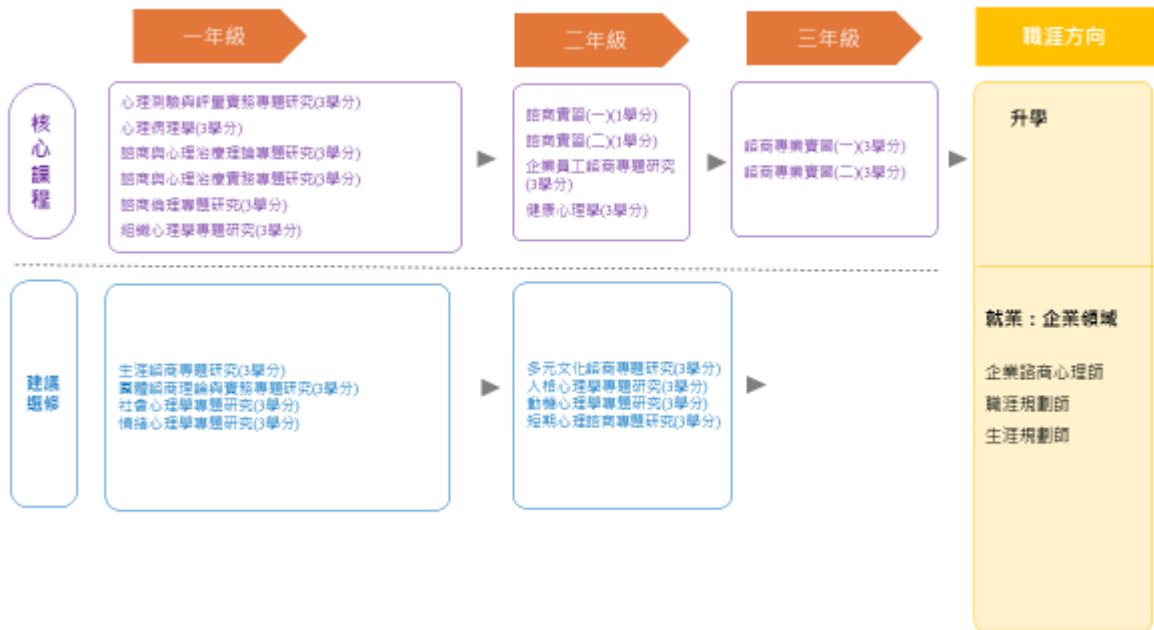 一年級
二年級
三年級
職涯方向
核
心
課
程
心理測驗與評量實務專題研究(3學分)
心理病理學(3學分)
諮商與心理治療理論專題研究(3學分)
諮商與心理治療實務專題研究(3學分)
諮商倫理專題研究(3學分)
組織心理學專題研究(3學分)
諮商實習(一)(1學分)
諮商實習(二)(1學分)
企業員工諮商專題研究
(3學分)
健康心理學(3學分)
諮商專業實習(一)(3學分)
諮商專業實習(二)(3學分)
升學
建議
選修
生涯諮商專題研究(3學分)
團體諮商理論與實務專題研究(3學分)
社會心理學專題研究(3學分)
情緒心理學專題研究(3學分)
多元文化諮商專題研究(3學分)
人格心理學專題研究(3學分)
動機心理學專題研究(3學分)
短期心理諮商專題研究(3學分)
就業：企業領域
企業諮商心理師
職涯規劃師
生涯規劃師